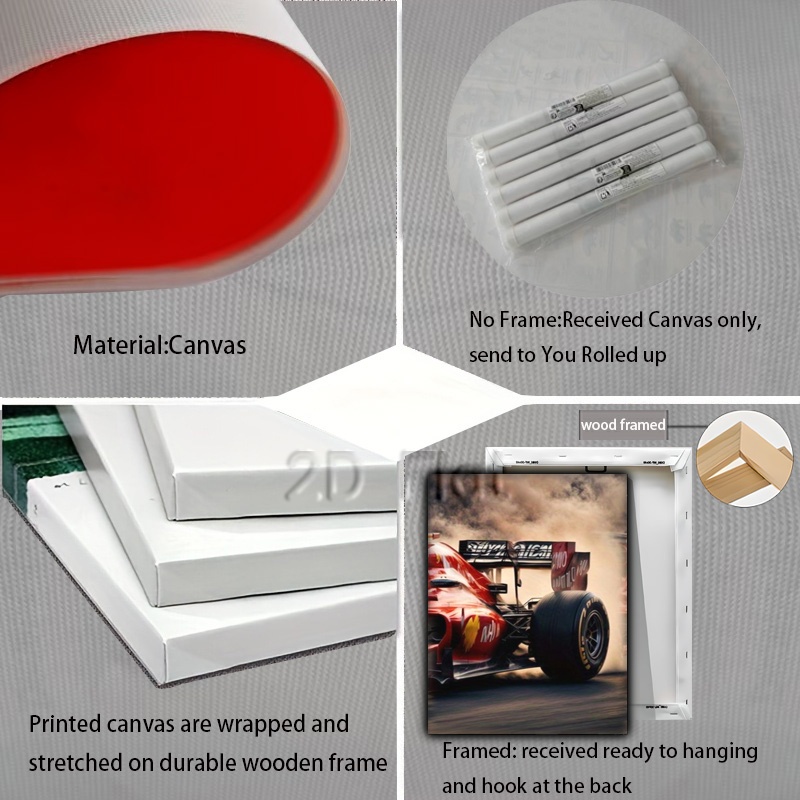 Material:Canvas
No Frame:Received Canvas only,
send to You Rolled up
2.D
wood framed
Printed canvas are wrapped and
stretched on durable wooden frame
Framed: received ready to hanging
and hook at the back